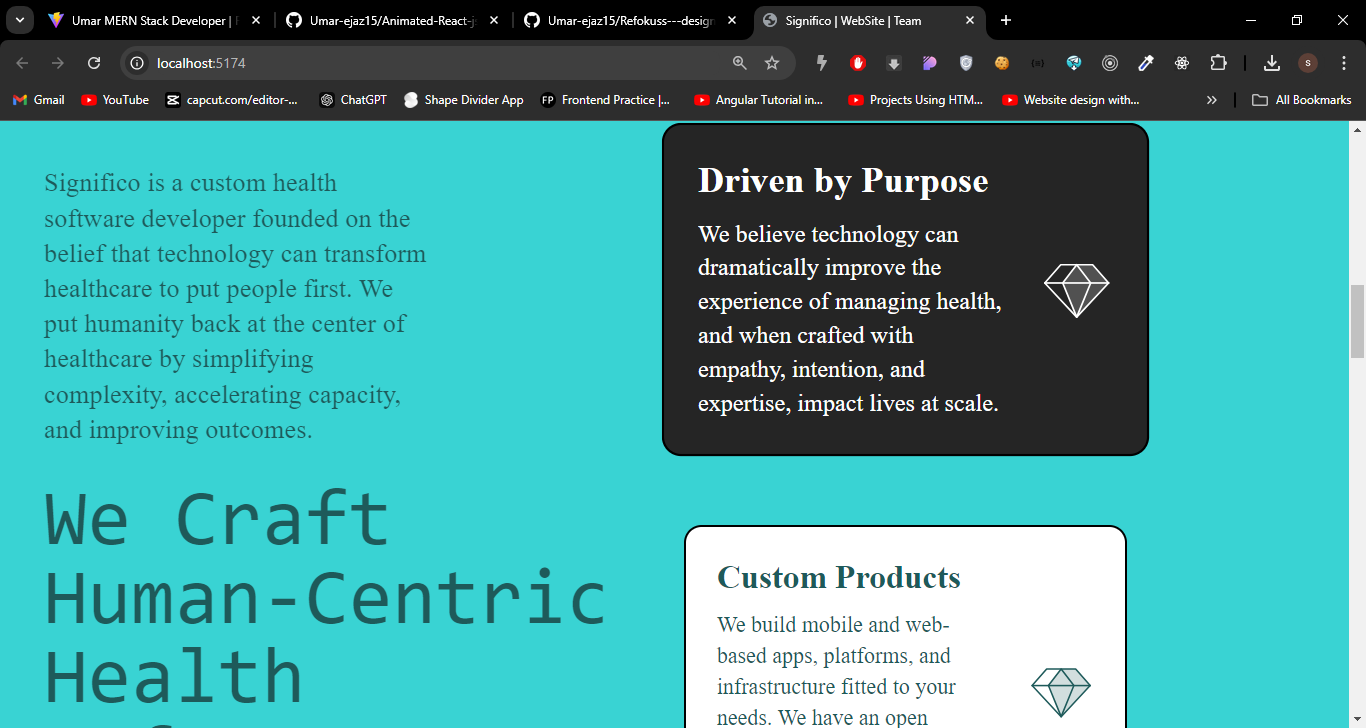 Umar MERN Stack Developer |
Umar-ejaz15/Animated-React-j
Umar-ejaz15/Refokuss---design
Significo | WebSite | Team
localhost:5174
S
Gmail
YouTube
capcut.com/editor-...
ChatGPT
Shape Divider App
FP
Frontend Practice |...
Angular Tutorial in...
Projects Using HTM...
Website design with...
All Bookmarks
Significo is a custom health
software developer founded on the
belief that technology can transform
healthcare to put people first. We
put humanity back at the center of
healthcare by simplifying
complexity, accelerating capacity,
and improving outcomes.
We Craft
Human-Centric
Health
Driven by Purpose
We believe technology can
dramatically improve the
experience of managing health,
and when crafted with
empathy, intention, and
expertise, impact lives at scale.
Custom Products
We build mobile and web-
based apps, platforms, and
infrastructure fitted to your
needs. We have an open